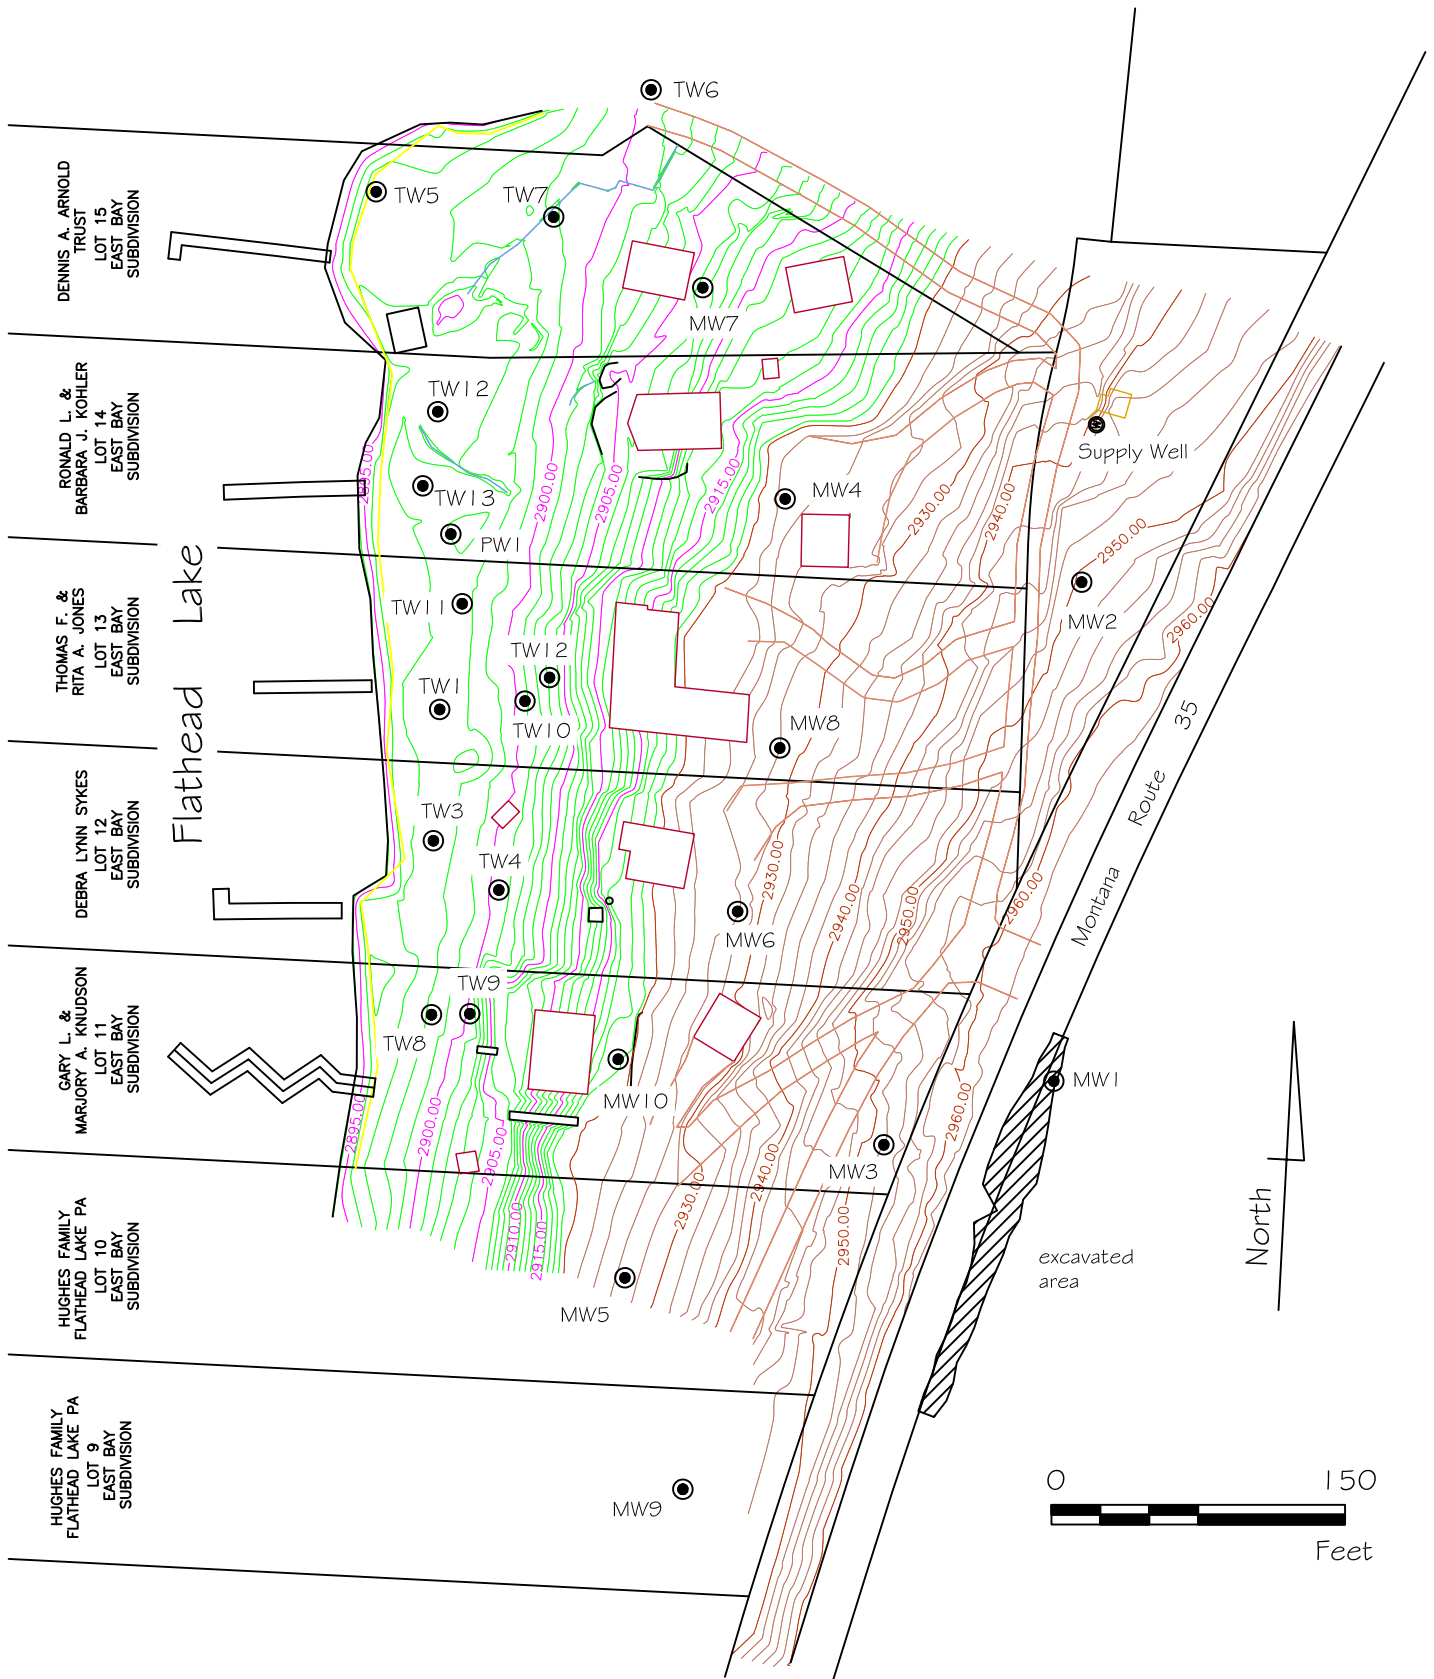 TW6
DENNIS A. ARNOLD
TRUST
LOT 15
EAST BAY
SUBDIVISION
TW5
TW7
MW7
RONALD L. &
BARBARA J. KOHLER
LOT 14
EAST BAY
SUBDIVISION
TW12
2895.00
TW13
PW1
2900.00
2905.00
2915.00
MW4
2930.00
2940.00
Supply Well
W
2950.00
MW2
2960.00
Flathead Lake
THOMAS F. &
RITA A. JONES
LOT 13
EAST BAY
SUBDIVISION
TW11
TW12
TW1
TW10
MW8
Montana Route 35
DEBRA LYNN SYKES
LOT 12
EAST BAY
SUBDIVISION
TW3
TW4
MW6
2930.00
2940.00
2950.00
2960.00
GARY L. &
MARJORY A. KNUDSON
LOT 11
EAST BAY
SUBDIVISION
TW9
TW8
MW10
MW1
MW3
2895.00
2900.00
2905.00
2910.00
2915.00
2930.00
2940.00
2950.00
2960.00
HUGHES FAMILY
FLATHEAD LAKE PA
LOT 10
EAST BAY
SUBDIVISION
MW5
excavated
area
North
HUGHES FAMILY
FLATHEAD LAKE PA
LOT 9
EAST BAY
SUBDIVISION
MW9
0 150
Feet